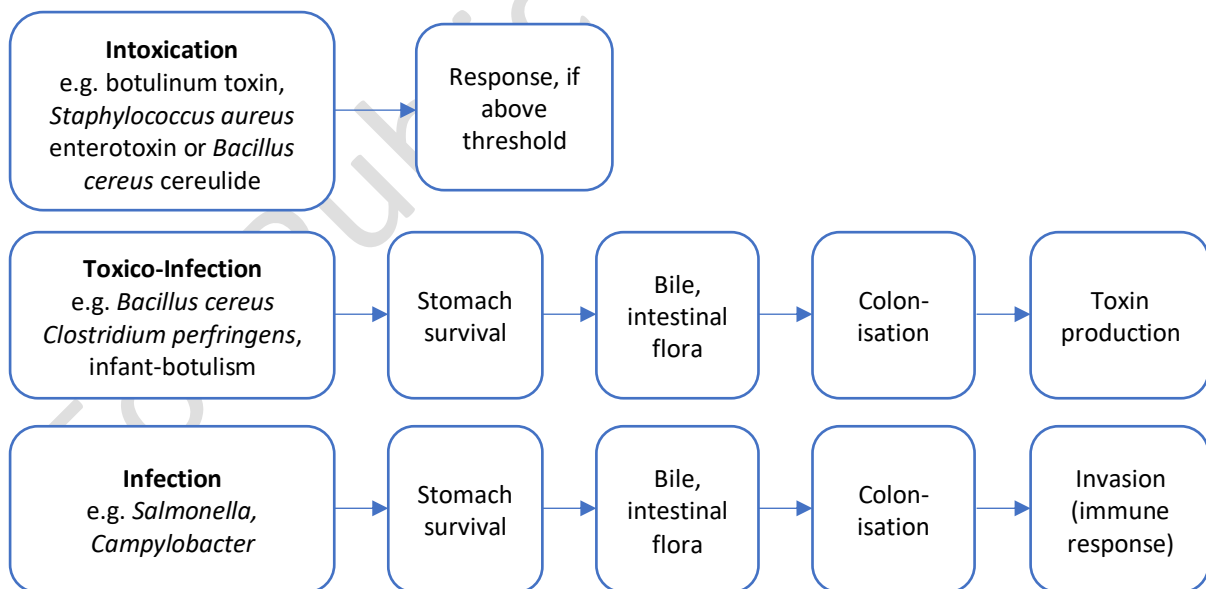 Intoxication
e.g. botulinum toxin,
Staphylococcus aureus
enterotoxin or Bacillus
cereus cereulide
Response, if
above
threshold
Toxico-Infection
e.g. Bacillus cereus
Clostridium perfringens,
infant-botulism
Stomach
survival
Bile,
intestinal
flora
Colon-
isation
Toxin
production
Infection
e.g. Salmonella,
Campylobacter
Stomach
survival
Bile,
intestinal
flora
Colon-
isation
Invasion
(immune
response)